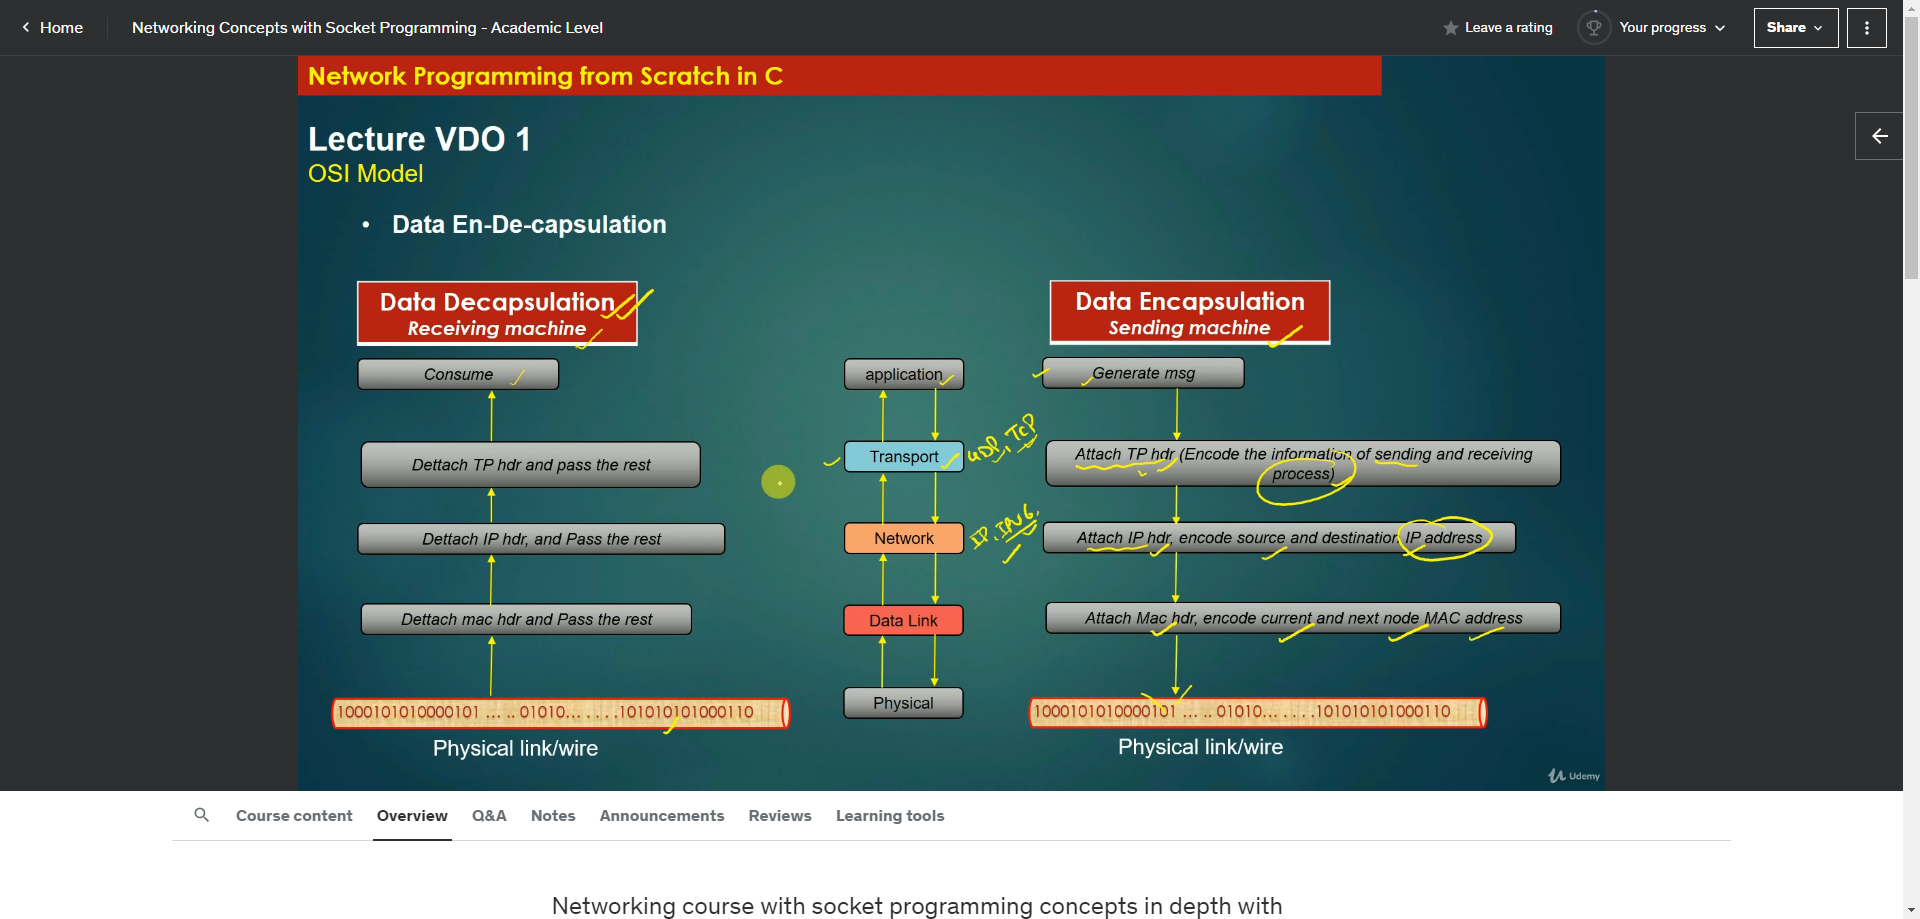 Home
Networking Concepts with Socket Programming - Academic Level
Leave a rating
Your progress
Share
Network Programming from Scratch in C
Lecture VDO 1
OSI Model
• Data En-De-capsulation
Data Decapsulation
Receiving machine
Data Encapsulation
Sending machine
Consume
application
Generate msg
Dettach TP hdr and pass the rest
Transport
UDP, TCP
Attach TP hdr (Encode the information of sending and receiving
process)
Dettach IP hdr, and Pass the rest
Network
IP, IPV6,
Attach IP hdr, encode source and destination IP address
Dettach mac hdr and Pass the rest
Data Link
Attach Mac hdr, encode current and next node MAC address
1000101010000101 ... .. 01010... . . . .101010101000110
Physical
1000101010000101 ... .. 01010... . . . .101010101000110
Physical link/wire
Physical link/wire
Udemy
Course content
Overview
Q&A
Notes
Announcements
Reviews
Learning tools
Networking course with socket programming concepts in depth with